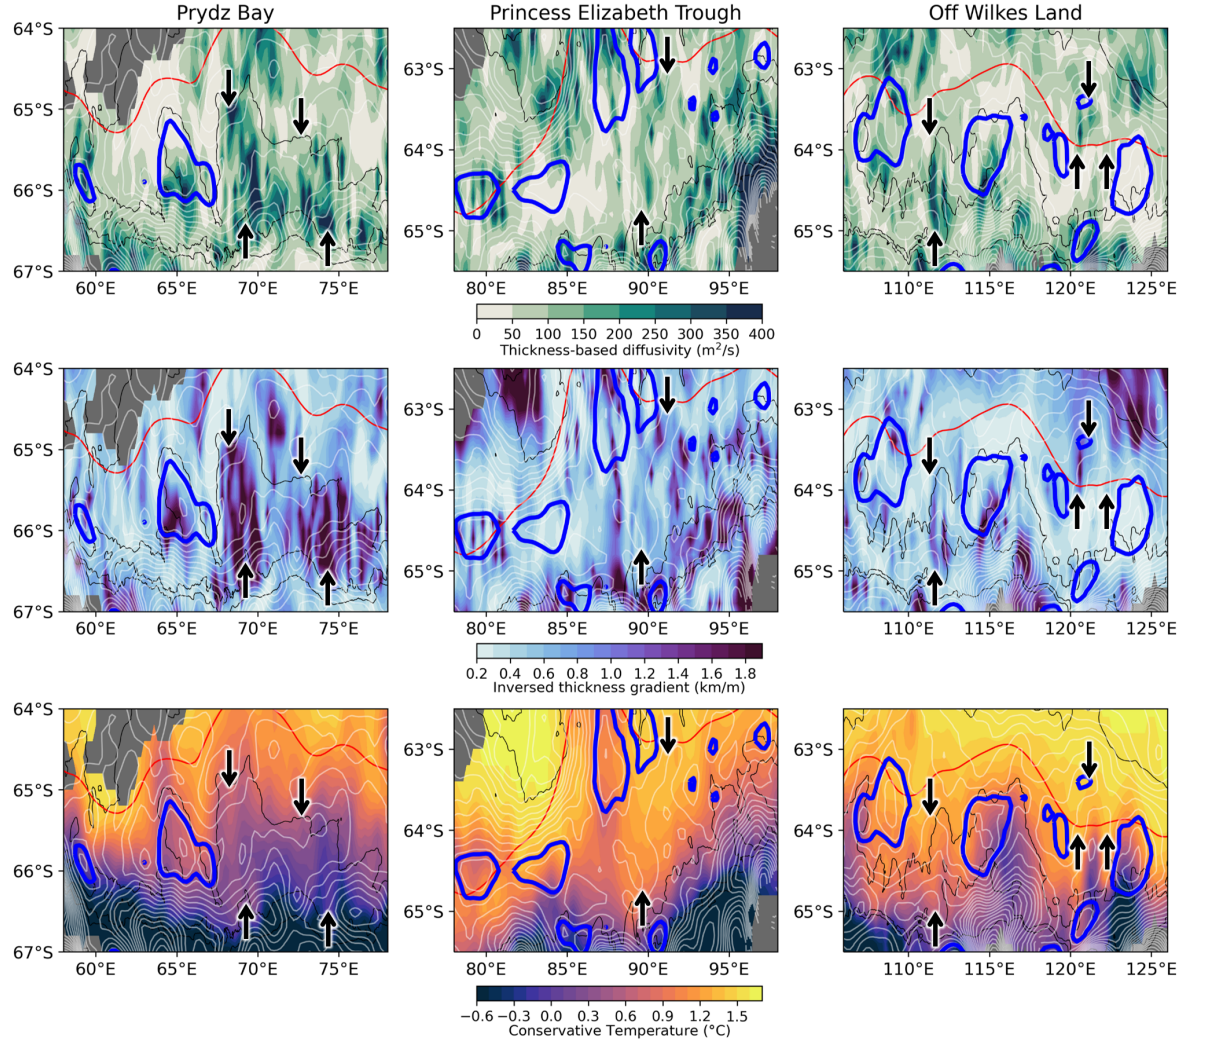 Prydz Bay Princess Elizabeth Trough Off Wilkes Land
64°S 65°S 66°S 67°S
63°S 64°S 65°S
63°S 64°S 65°S
60°E 65°E 70°E 75°E 80°E 85°E 90°E 95°E 110°E 115°E 120°E 125°E
0 50 100 150 200 250 300 350 400
Thickness-based diffusivity (m²/s)
64°S 65°S 66°S 67°S
63°S 64°S 65°S
63°S 64°S 65°S
60°E 65°E 70°E 75°E 80°E 85°E 90°E 95°E 110°E 115°E 120°E 125°E
0.2 0.4 0.6 0.8 1.0 1.2 1.4 1.6 1.8
Inversed thickness gradient (km/m)
64°S 65°S 66°S 67°S
63°S 64°S 65°S
63°S 64°S 65°S
60°E 65°E 70°E 75°E 80°E 85°E 90°E 95°E 110°E 115°E 120°E 125°E
−0.6 −0.3 0.0 0.3 0.6 0.9 1.2 1.5
Conservative Temperature (°C)